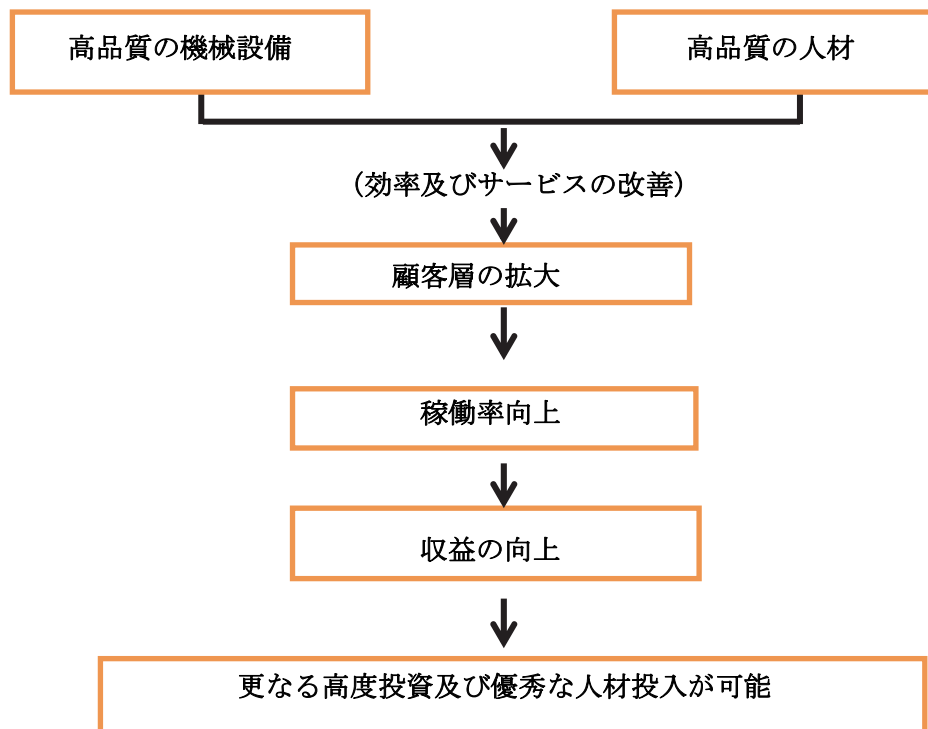 高品質の機械設備
高品質の人材
（効率及びサービスの改善）
顧客層の拡大
稼働率向上
収益の向上
更なる高度投資及び優秀な人材投入が可能